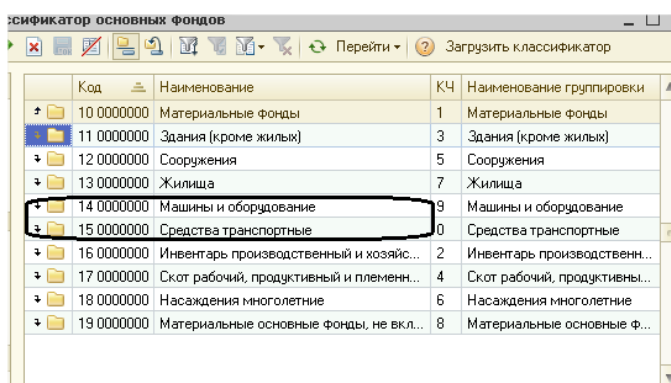 ссификатор основных фондов
Перейти Загрузить классификатор
Код Наименование КЧ Наименование группировки
10 0000000 Материальные фонды 1 Материальные фонды
11 0000000 Здания (кроме жилых) 3 Здания (кроме жилых)
12 0000000 Сооружения 5 Сооружения
13 0000000 Жилища 7 Жилища
14 0000000 Машины и оборудование 9 Машины и оборудование
15 0000000 Средства транспортные 0 Средства транспортные
16 0000000 Инвентарь производственный и хозяйс... 2 Инвентарь производственн...
17 0000000 Скот рабочий, продуктивный и племенн... 4 Скот рабочий, продуктивны...
18 0000000 Насаждения многолетние 6 Насаждения многолетние
19 0000000 Материальные основные фонды, не вкл... 8 Материальные основные ф...